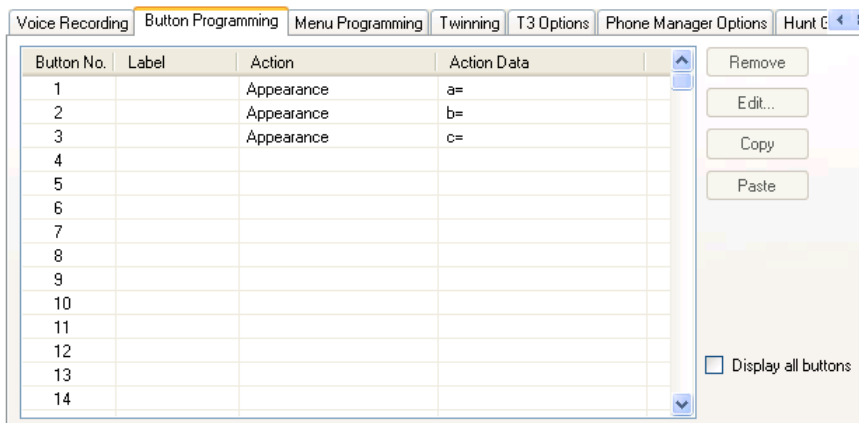 Voice Recording Button Programming Menu Programming Twinning T3 Options Phone Manager Options Hunt
Button No. Label Action Action Data
1 Appearance a=
2 Appearance b=
3 Appearance c=
4
5
6
7
8
9
10
11
12
13
14
Remove
Edit...
Copy
Paste
Display all buttons